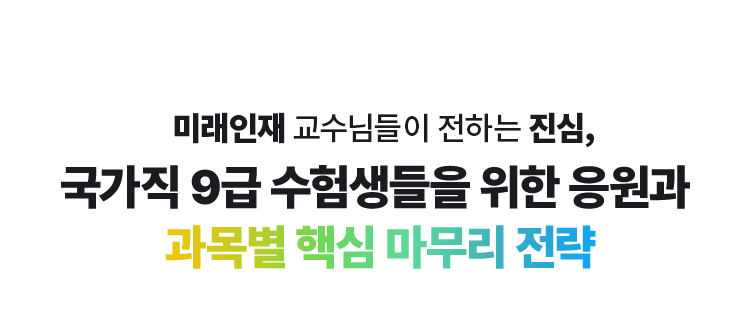 미래인재 교수님들이 전하는 진심,
국가직 9급 수험생들을 위한 응원과
과목별 핵심 마무리 전략